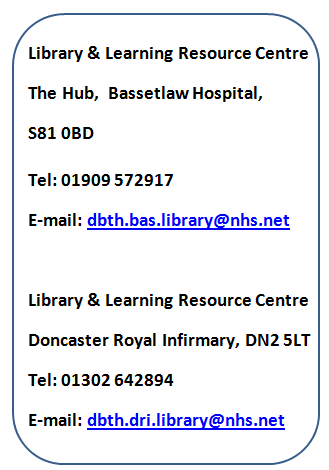 Library & Learning Resource Centre
The Hub,  Bassetlaw Hospital,
S81 0BD
Tel: 01909 572917
E-mail: dbth.bas.library@nhs.net
Library & Learning Resource Centre
Doncaster Royal Infirmary, DN2 5LT
Tel: 01302 642894
E-mail: dbth.dri.library@nhs.net